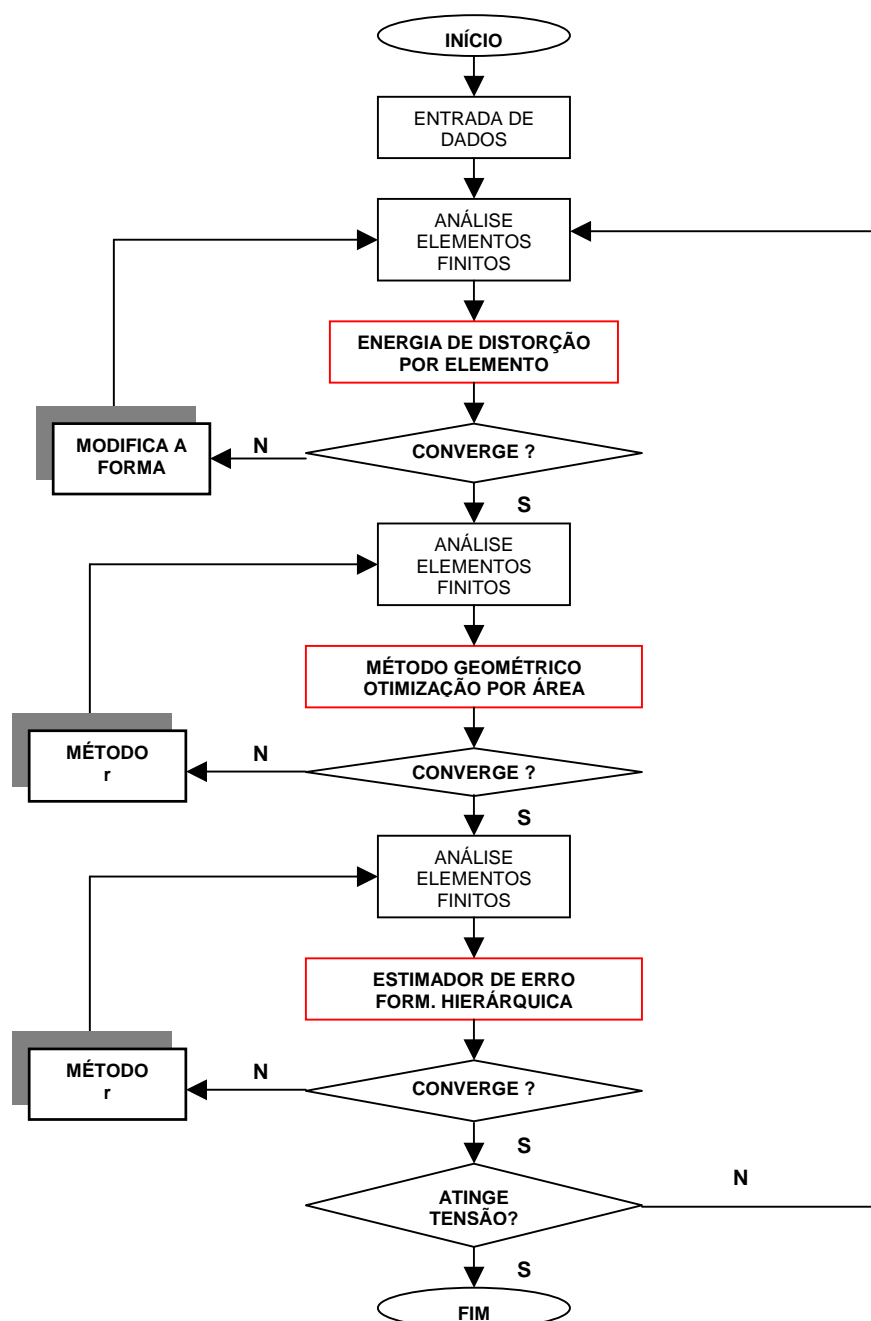 INÍCIO
ENTRADA DE
DADOS
ANÁLISE
ELEMENTOS
FINITOS
ENERGIA DE DISTORÇÃO
POR ELEMENTO
MODIFICA A
FORMA
N
CONVERGE ?
S
ANÁLISE
ELEMENTOS
FINITOS
MÉTODO GEOMÉTRICO
OTIMIZAÇÃO POR ÁREA
MÉTODO
r
N
CONVERGE ?
S
ANÁLISE
ELEMENTOS
FINITOS
ESTIMADOR DE ERRO
FORM. HIERÁRQUICA
MÉTODO
r
N
CONVERGE ?
S
ATINGE
TENSÃO?
N
S
FIM